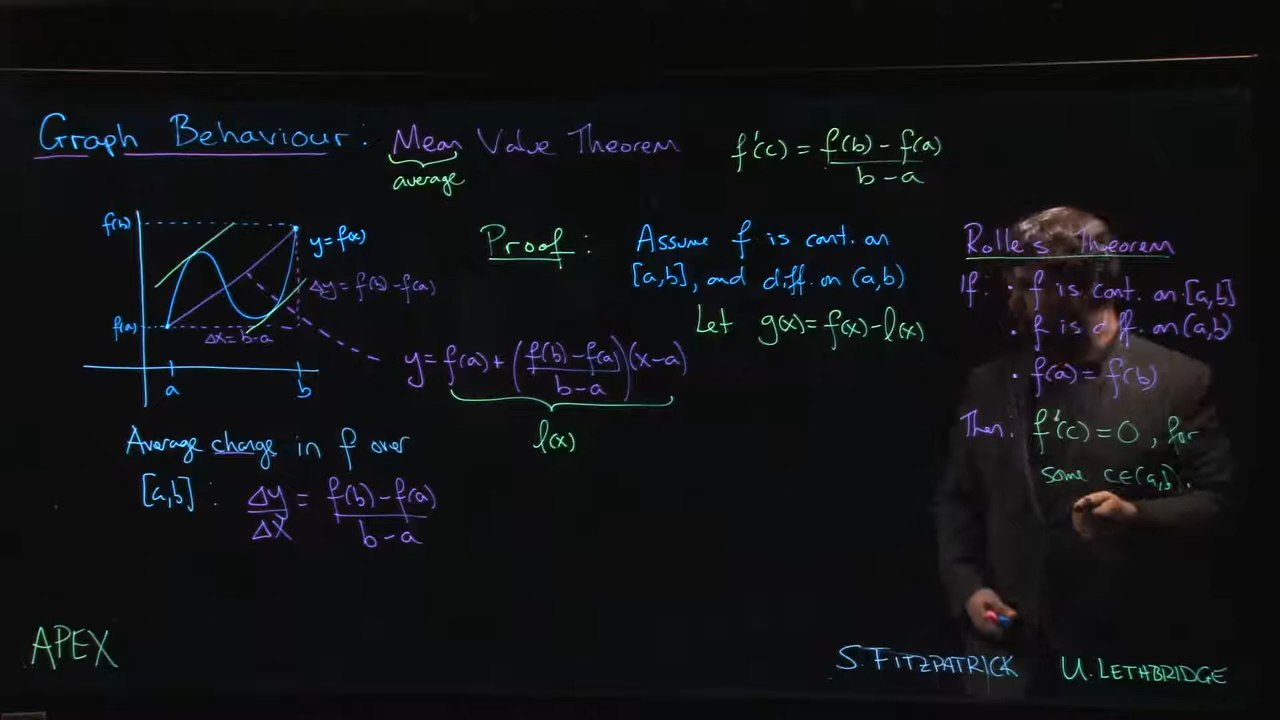 Graph Behaviour: Mean Value Theorem
average
f'(c) = f(b) - f(a) / b - a
f(b)
y = f(x)
Δy = f(b) - f(a)
f(a)
Δx = b - a
a
b
y = f(a) + (f(b) - f(a) / b - a)(x - a)
l(x)
Average change in f over
[a,b] : Δy/Δx = f(b) - f(a) / b - a
Proof :
Assume f is cont. on
[a,b], and diff. on (a,b)
Let g(x) = f(x) - l(x)
Rolle's Theorem
If: · f is cont. on [a,b]
· f is diff. on (a,b)
· f(a) = f(b)
Then: f'(c) = 0, for
some c∈(a,b).
APEX
S. FITZPATRICK
U. LETHBRIDGE